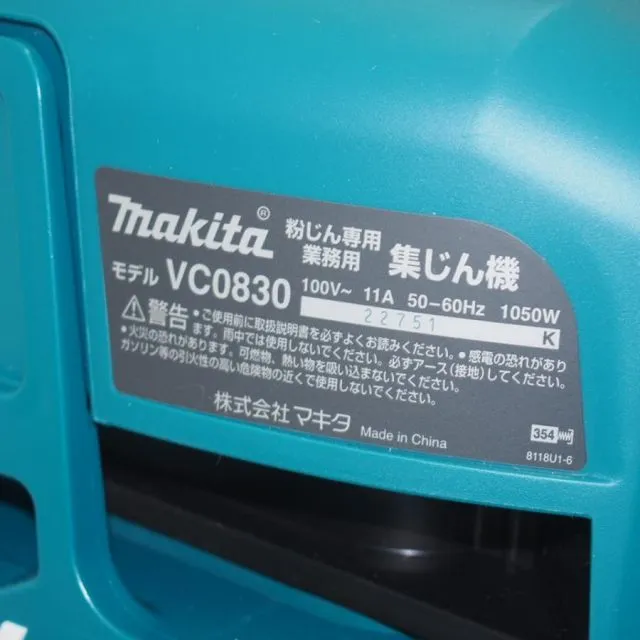 makita®
粉じん専用
業務用
集じん機
モデル VC0830
100V~ 11A 50-60Hz 1050W
22751 K
⚠警告
・ご使用前に取扱説明書を必ずよくお読みください。・感電の恐れがあり
ます、雨中では使用しないでください。必ずアース(接地)してください。
・火災の恐れがあります。可燃物、熱い物を吸い込まないでください。
ガソリン等の引火性の高い危険物の近くで使用しないでください。
株式会社マキタ Made in China
354
8118U1-6